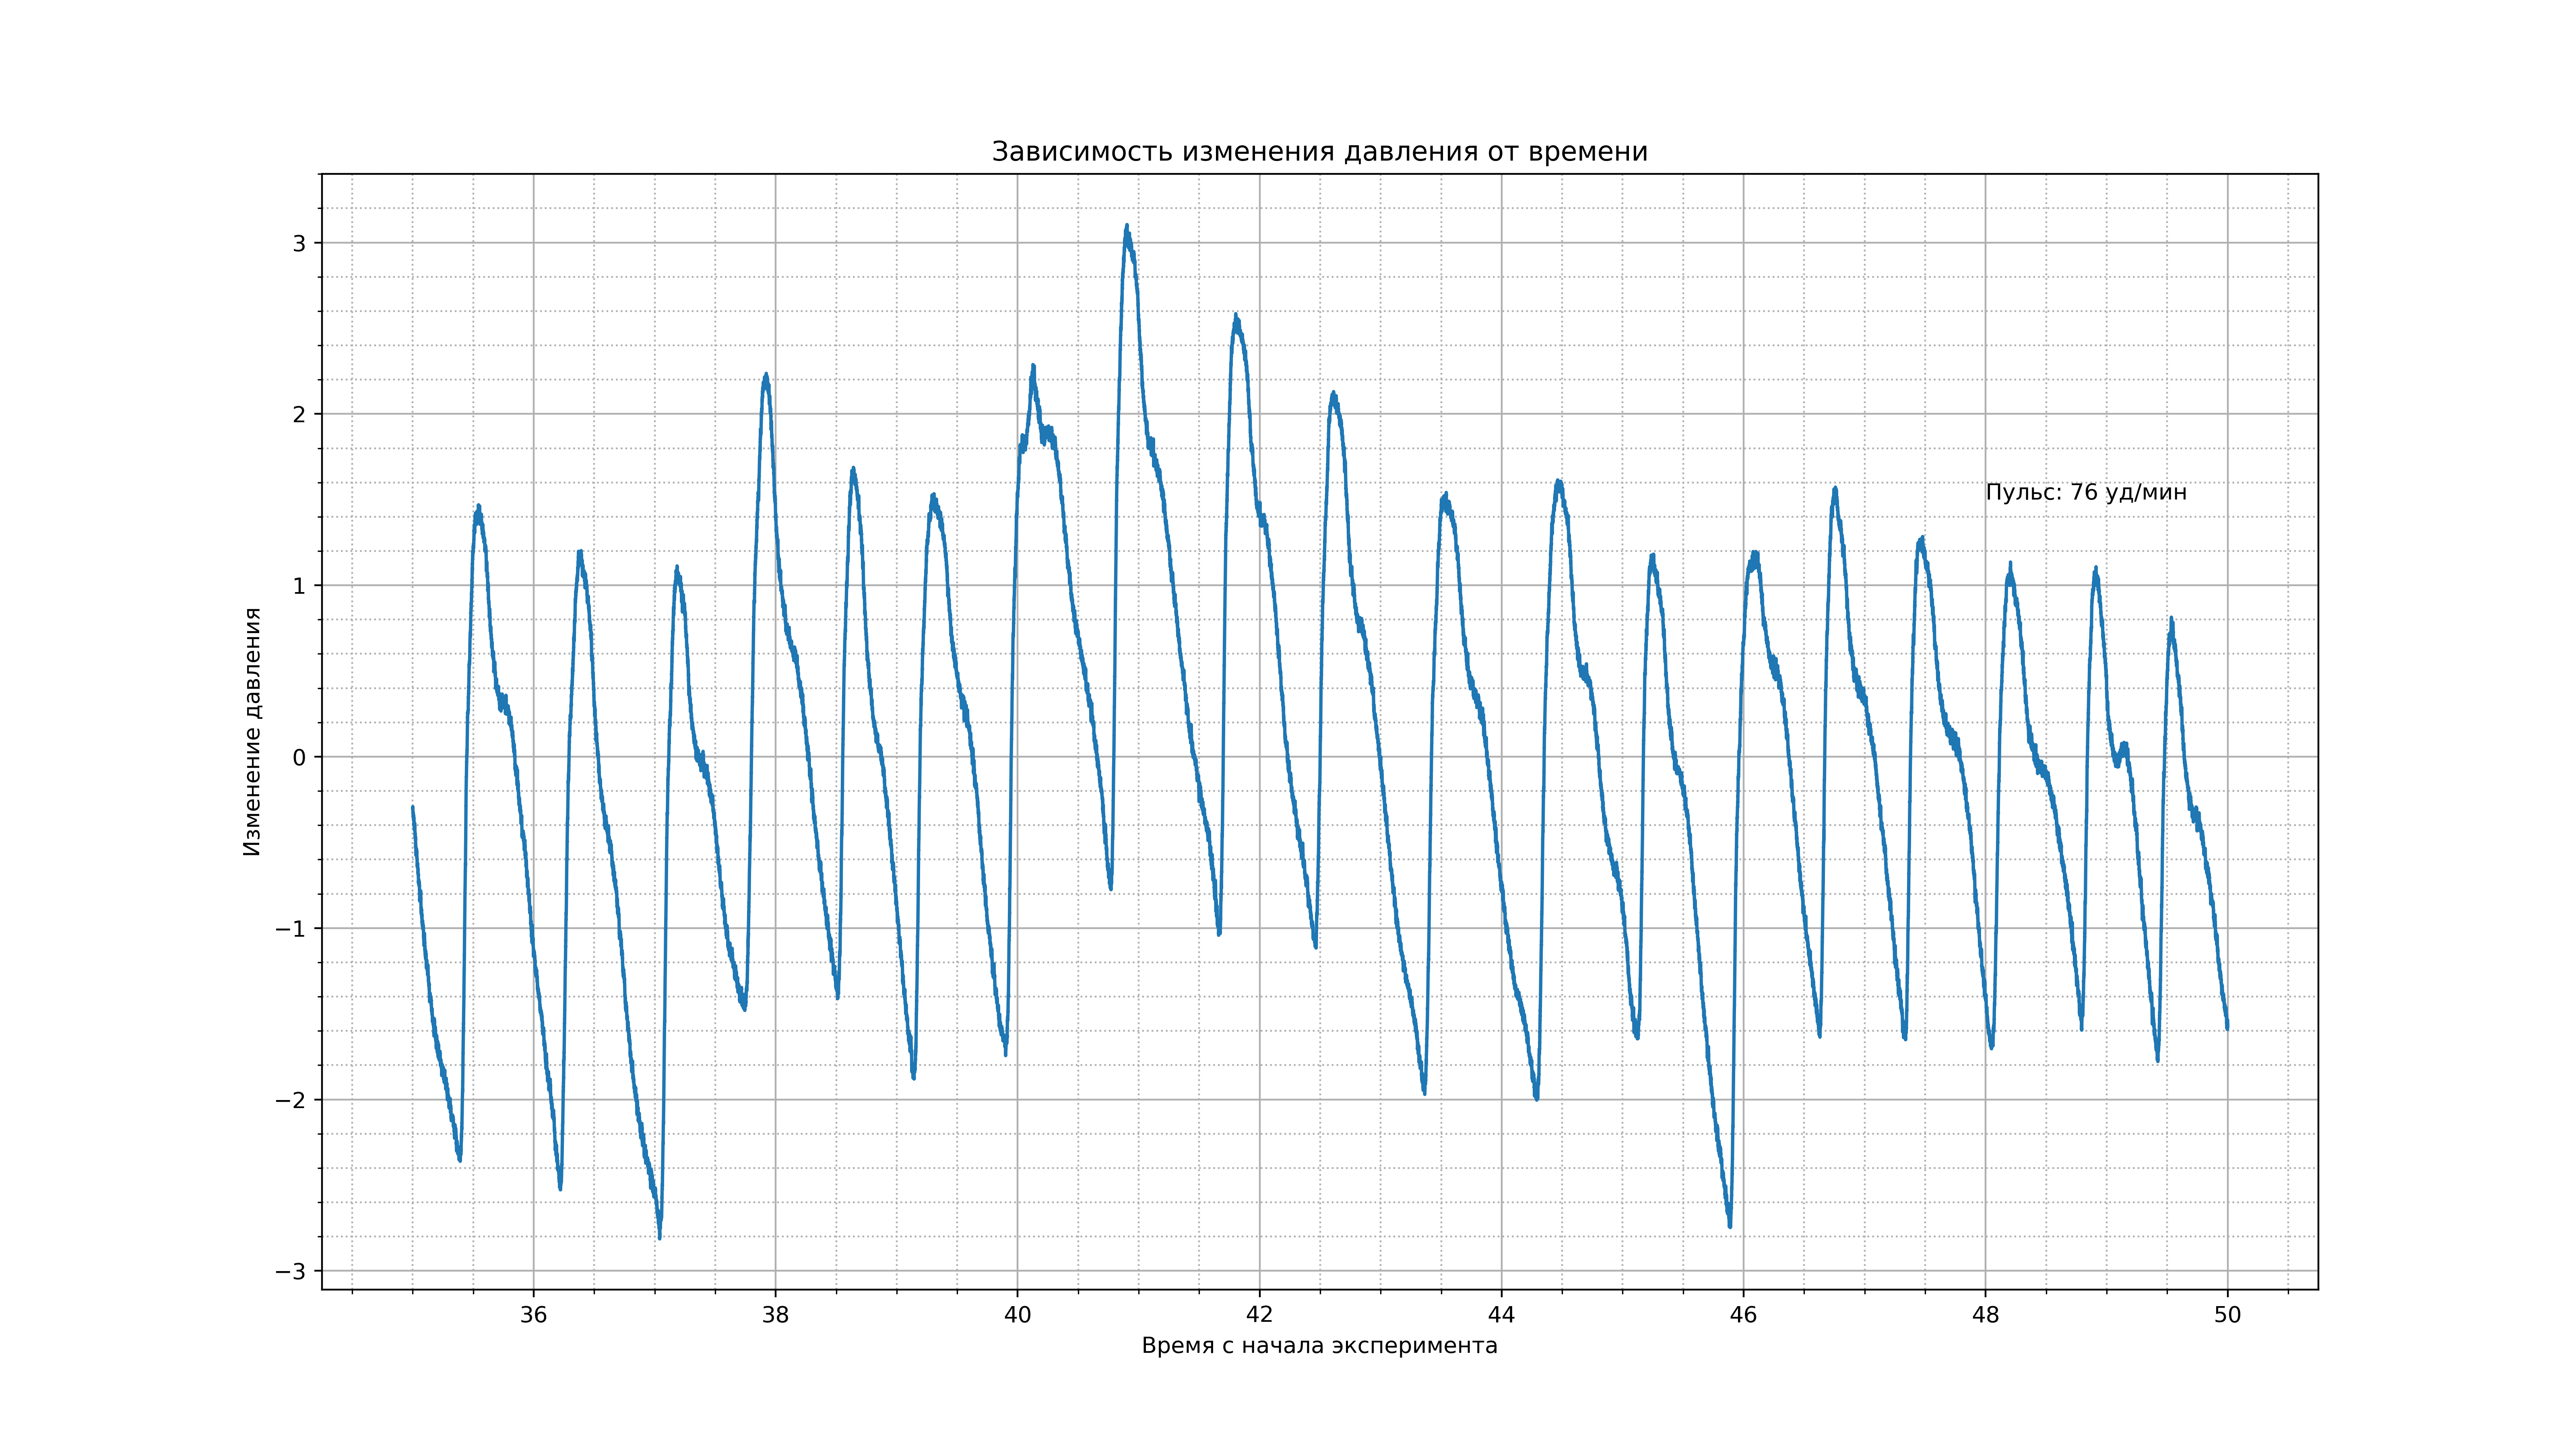 Зависимость изменения давления от времени
Изменение давления
3
2
1
0
−1
−2
−3
Пульс: 76 уд/мин
36 38 40 42 44 46 48 50
Время с начала эксперимента